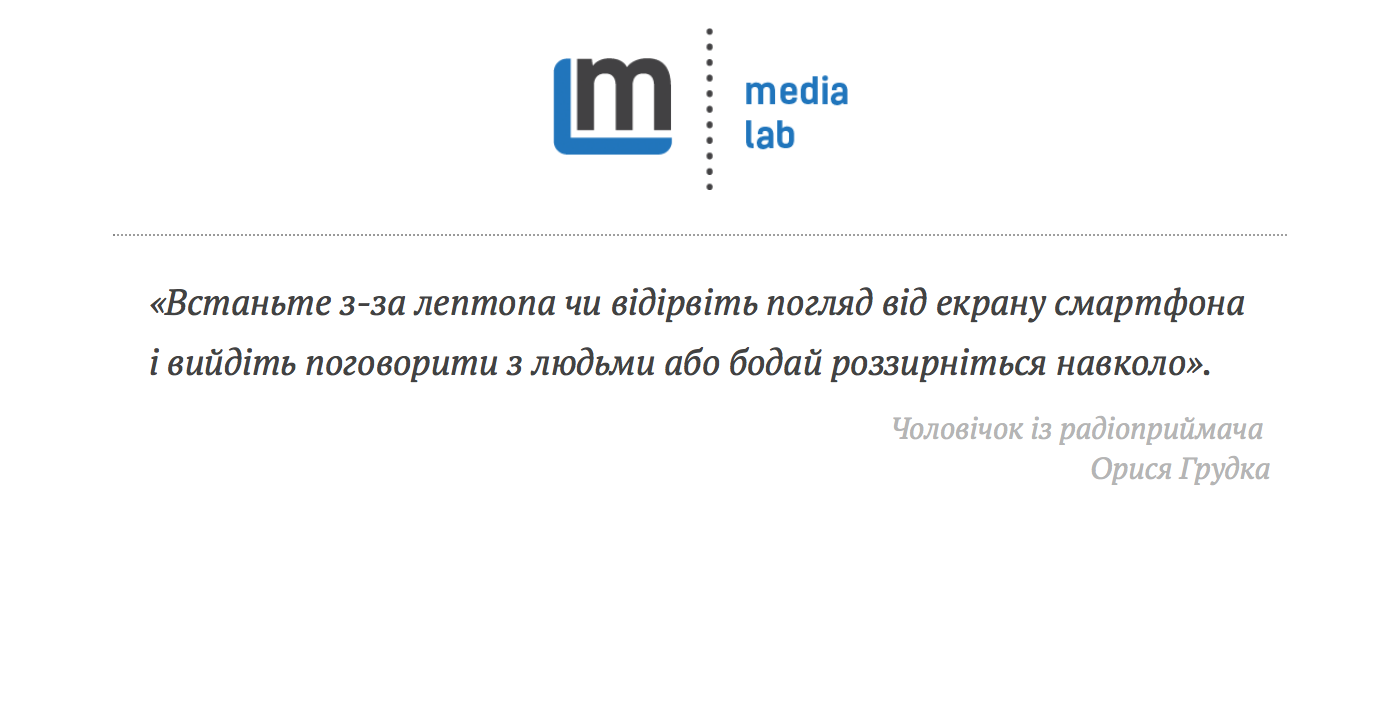 m
media
lab
«Встаньте з-за лептопа чи відірвіть погляд від екрану смартфона
і вийдіть поговорити з людьми або бодай роззирніться навколо».
Чоловічок із радіоприймача
Орися Грудка